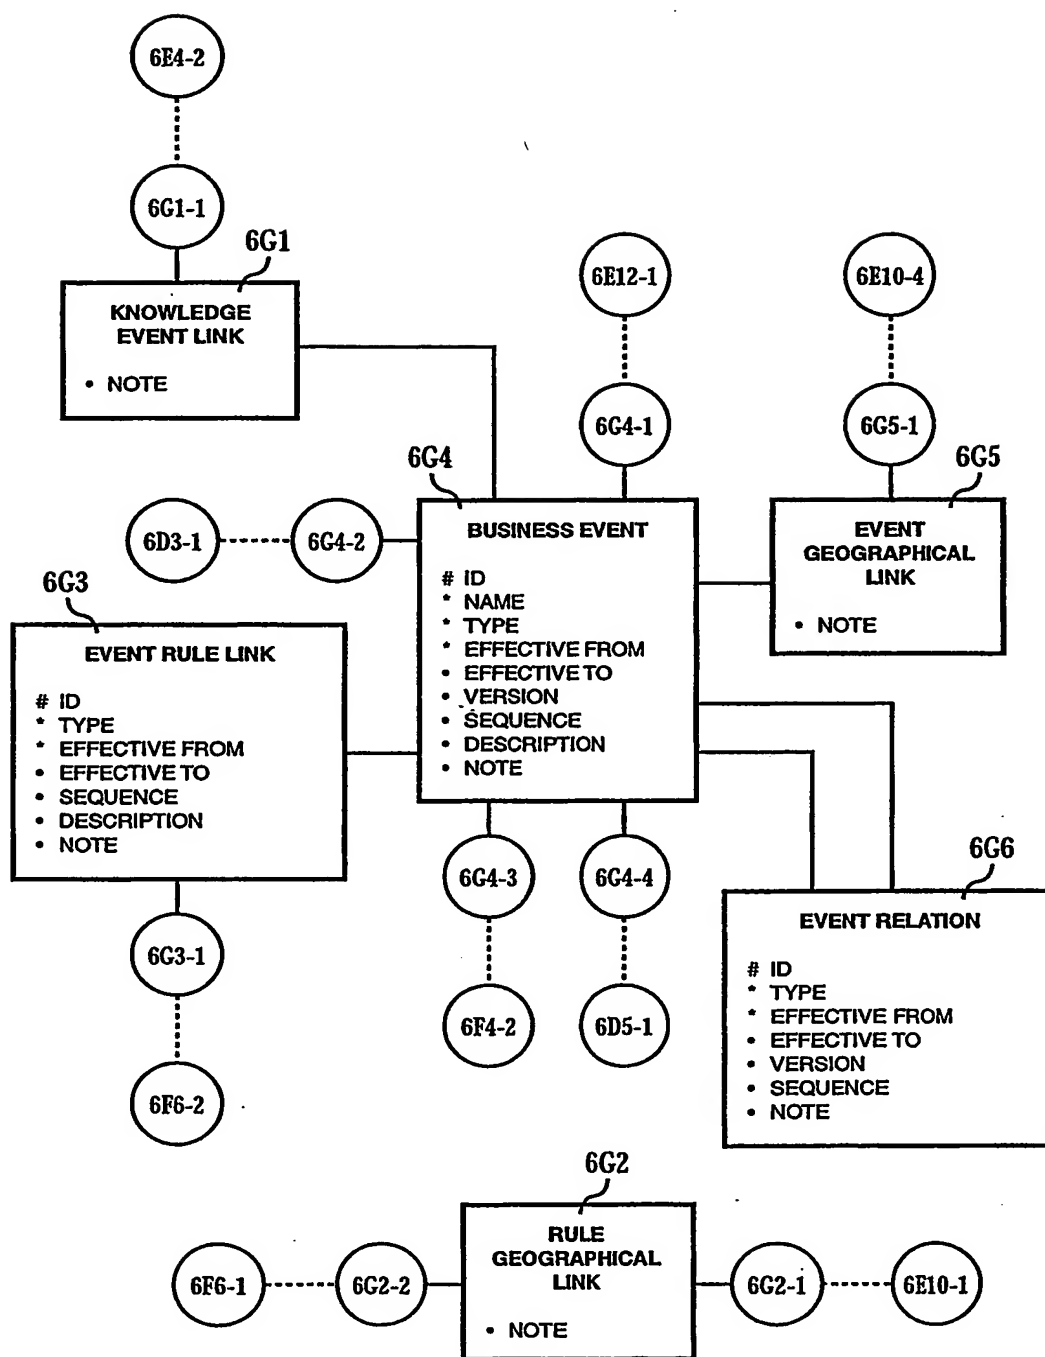 6E4-2
6G1-1
6G1
KNOWLEDGE
EVENT LINK
• NOTE
6E12-1
6E10-4
6G4-1
6G5-1
6G4
6G5
6D3-1
6G4-2
BUSINESS EVENT
# ID
* NAME
* TYPE
* EFFECTIVE FROM
• EFFECTIVE TO
• VERSION
• SEQUENCE
• DESCRIPTION
• NOTE
EVENT
GEOGRAPHICAL
LINK
• NOTE
6G3
EVENT RULE LINK
# ID
* TYPE
* EFFECTIVE FROM
• EFFECTIVE TO
• SEQUENCE
• DESCRIPTION
• NOTE
6G4-3
6G4-4
6G6
6G3-1
6F4-2
6D5-1
EVENT RELATION
# ID
* TYPE
* EFFECTIVE FROM
• EFFECTIVE TO
• VERSION
• SEQUENCE
• NOTE
6F6-2
6G2
6F6-1
6G2-2
RULE
GEOGRAPHICAL
LINK
• NOTE
6G2-1
6E10-1